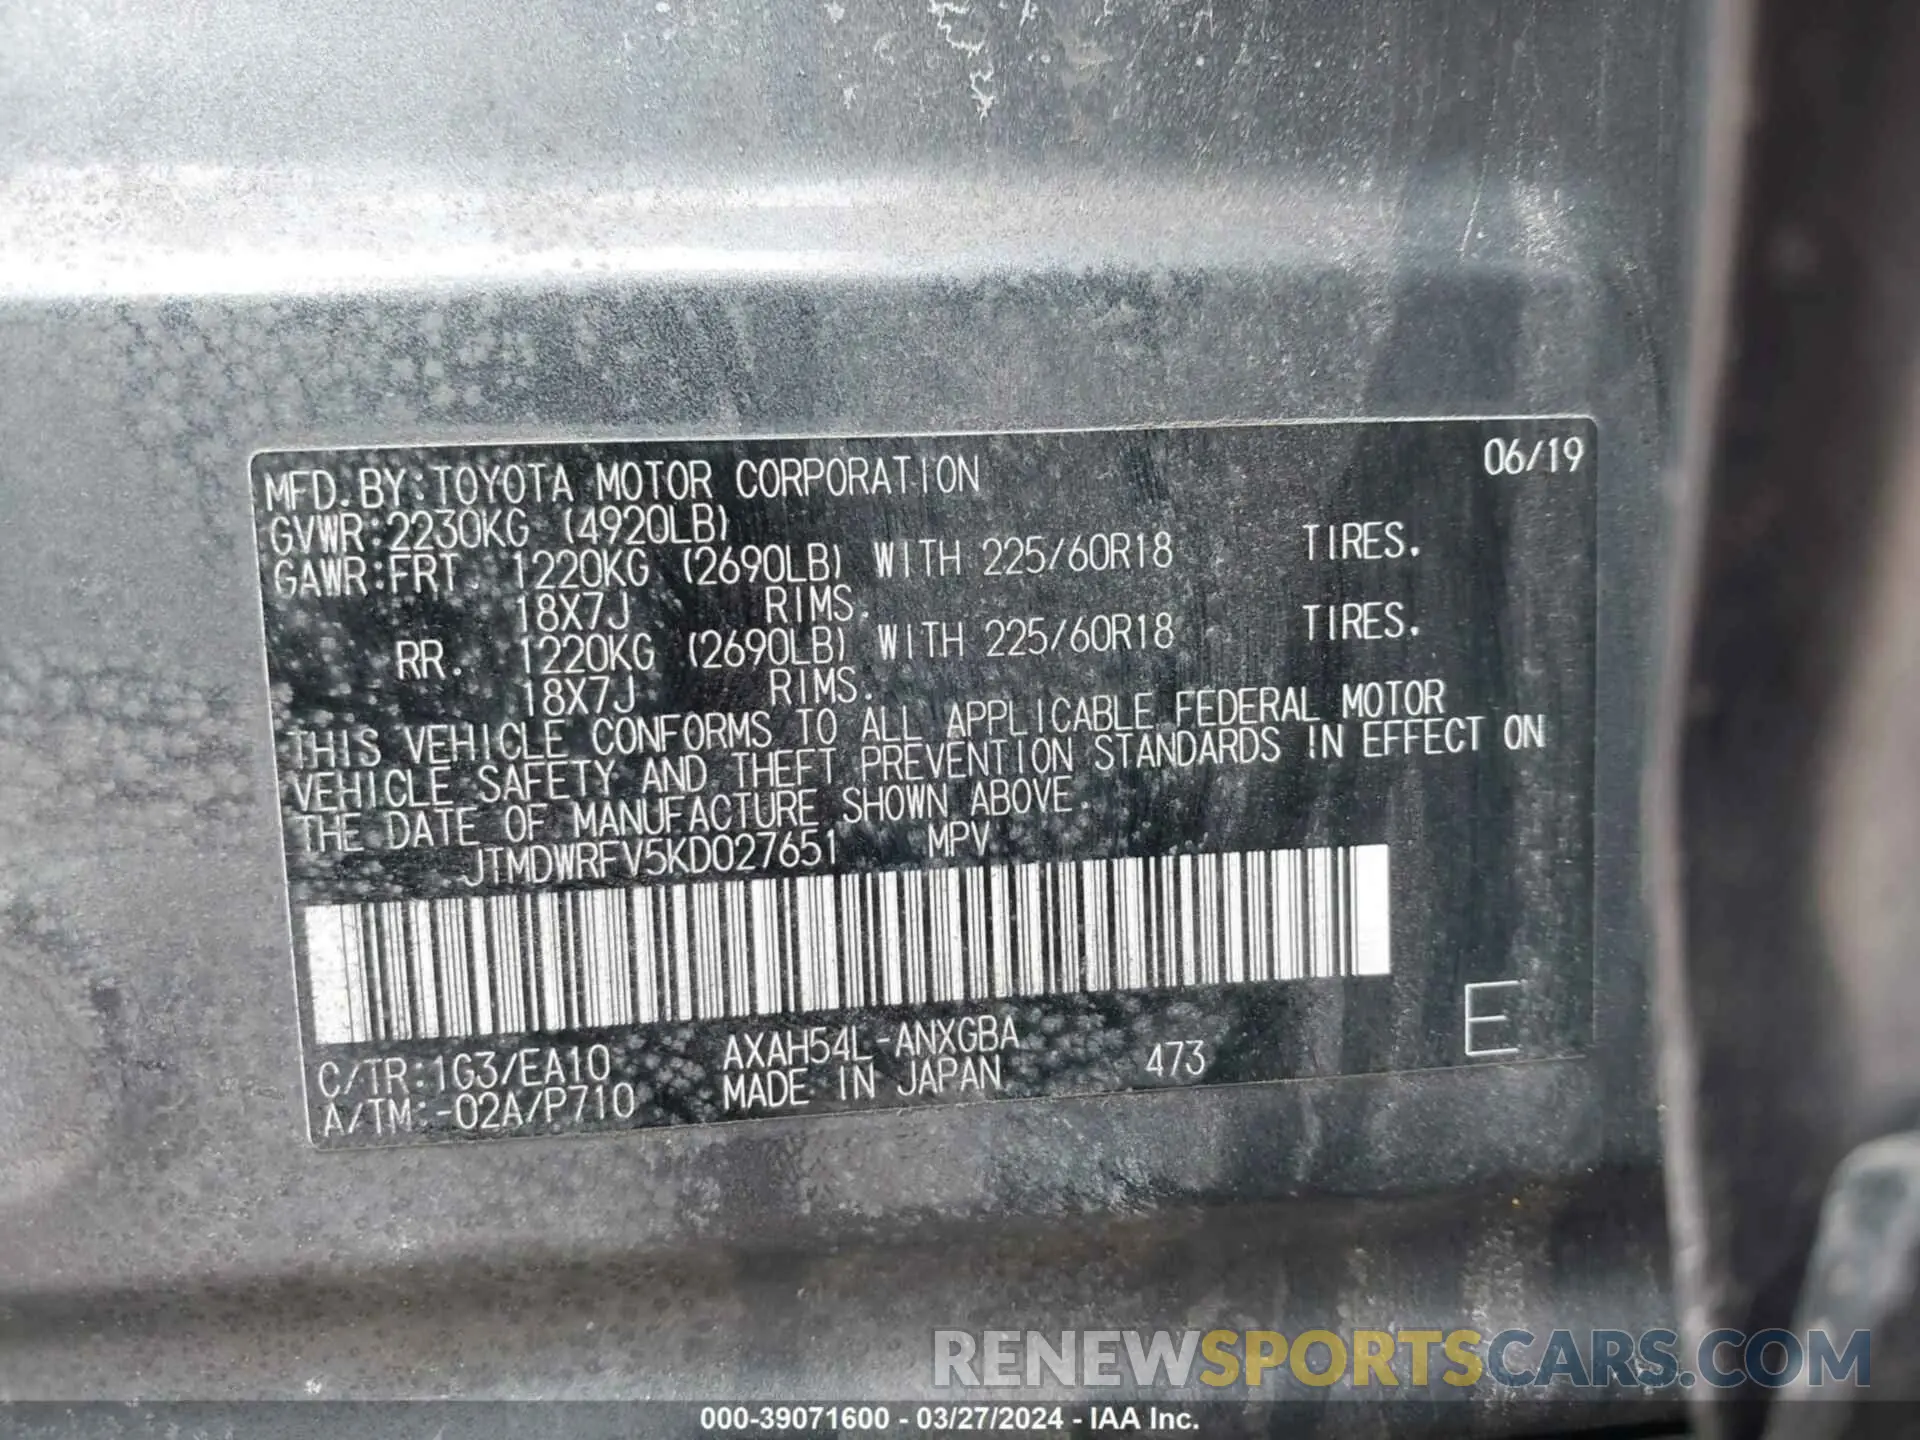 06/19
MFD.BY:TOYOTA MOTOR CORPORATION
GVWR:2230KG (4920LB)
GAWR:FRT. 1220KG (2690LB) WITH 225/60R18 TIRES.
18X7J RIMS.
RR. 1220KG (2690LB) WITH 225/60R18 TIRES.
18X7J RIMS.
THIS VEHICLE CONFORMS TO ALL APPLICABLE FEDERAL MOTOR
VEHICLE SAFETY AND THEFT PREVENTION STANDARDS IN EFFECT ON
THE DATE OF MANUFACTURE SHOWN ABOVE.
JTMDWRFV5KD027651 MPV
C/TR:1G3/EA10 AXAH54L-ANXGBA
A/TM:-02A/P710 MADE IN JAPAN 473 E
RENEWSPORTSCARS.COM
000-39071600 - 03/27/2024 - IAA Inc.